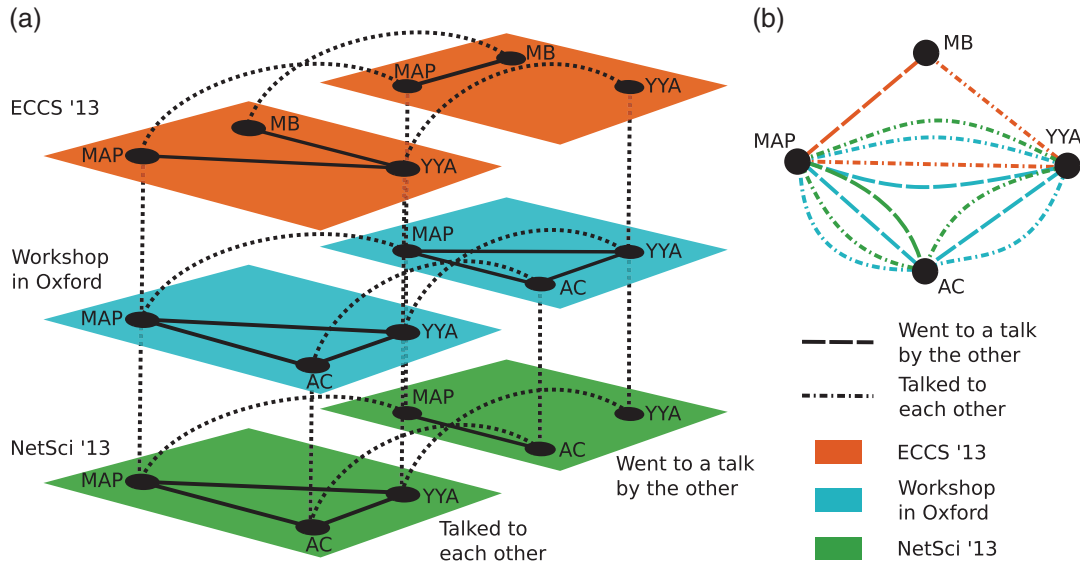 (a)
MB
MAP
YYA
ECCS '13
MB
MAP
YYA
MAP
YYA
AC
Workshop
in Oxford
MAP
YYA
AC
MAP
YYA
AC
NetSci '13
MAP
YYA
AC
Went to a talk
by the other
Talked to
each other
(b)
MB
MAP
YYA
AC
Went to a talk
by the other
Talked to
each other
ECCS '13
Workshop
in Oxford
NetSci '13